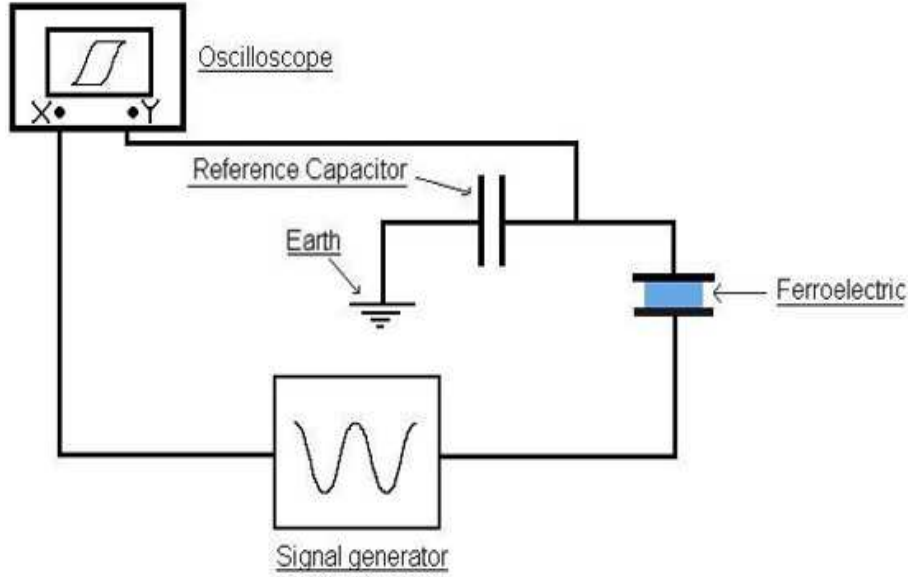 Oscilloscope
X Y
Reference Capacitor
Earth
Ferroelectric
Signal generator